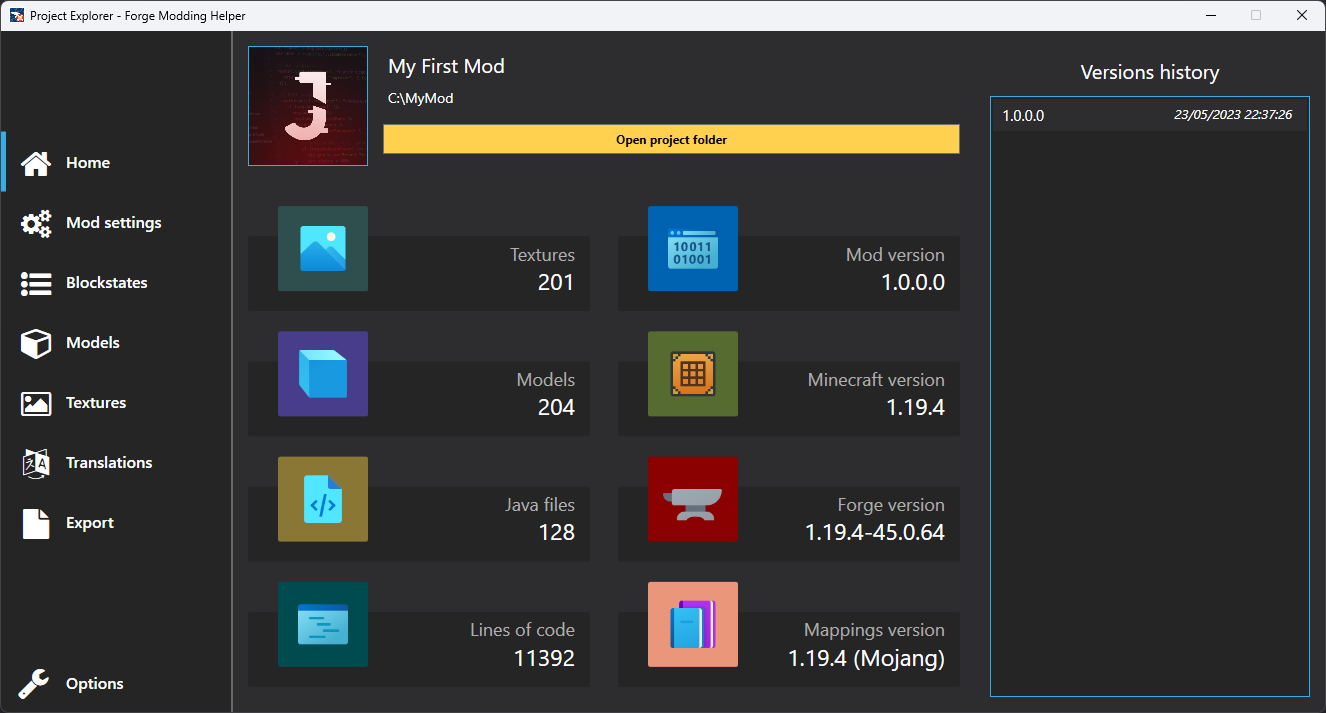 Project Explorer - Forge Modding Helper
Home
Mod settings
Blockstates
Models
Textures
Translations
Export
Options
J
My First Mod
C:\MyMod
Open project folder
Textures
201
Mod version
10011
01001
1.0.0.0
Models
204
Minecraft version
1.19.4
Java files
128
Forge version
1.19.4-45.0.64
Lines of code
11392
Mappings version
1.19.4 (Mojang)
Versions history
1.0.0.0 23/05/2023 22:37:26